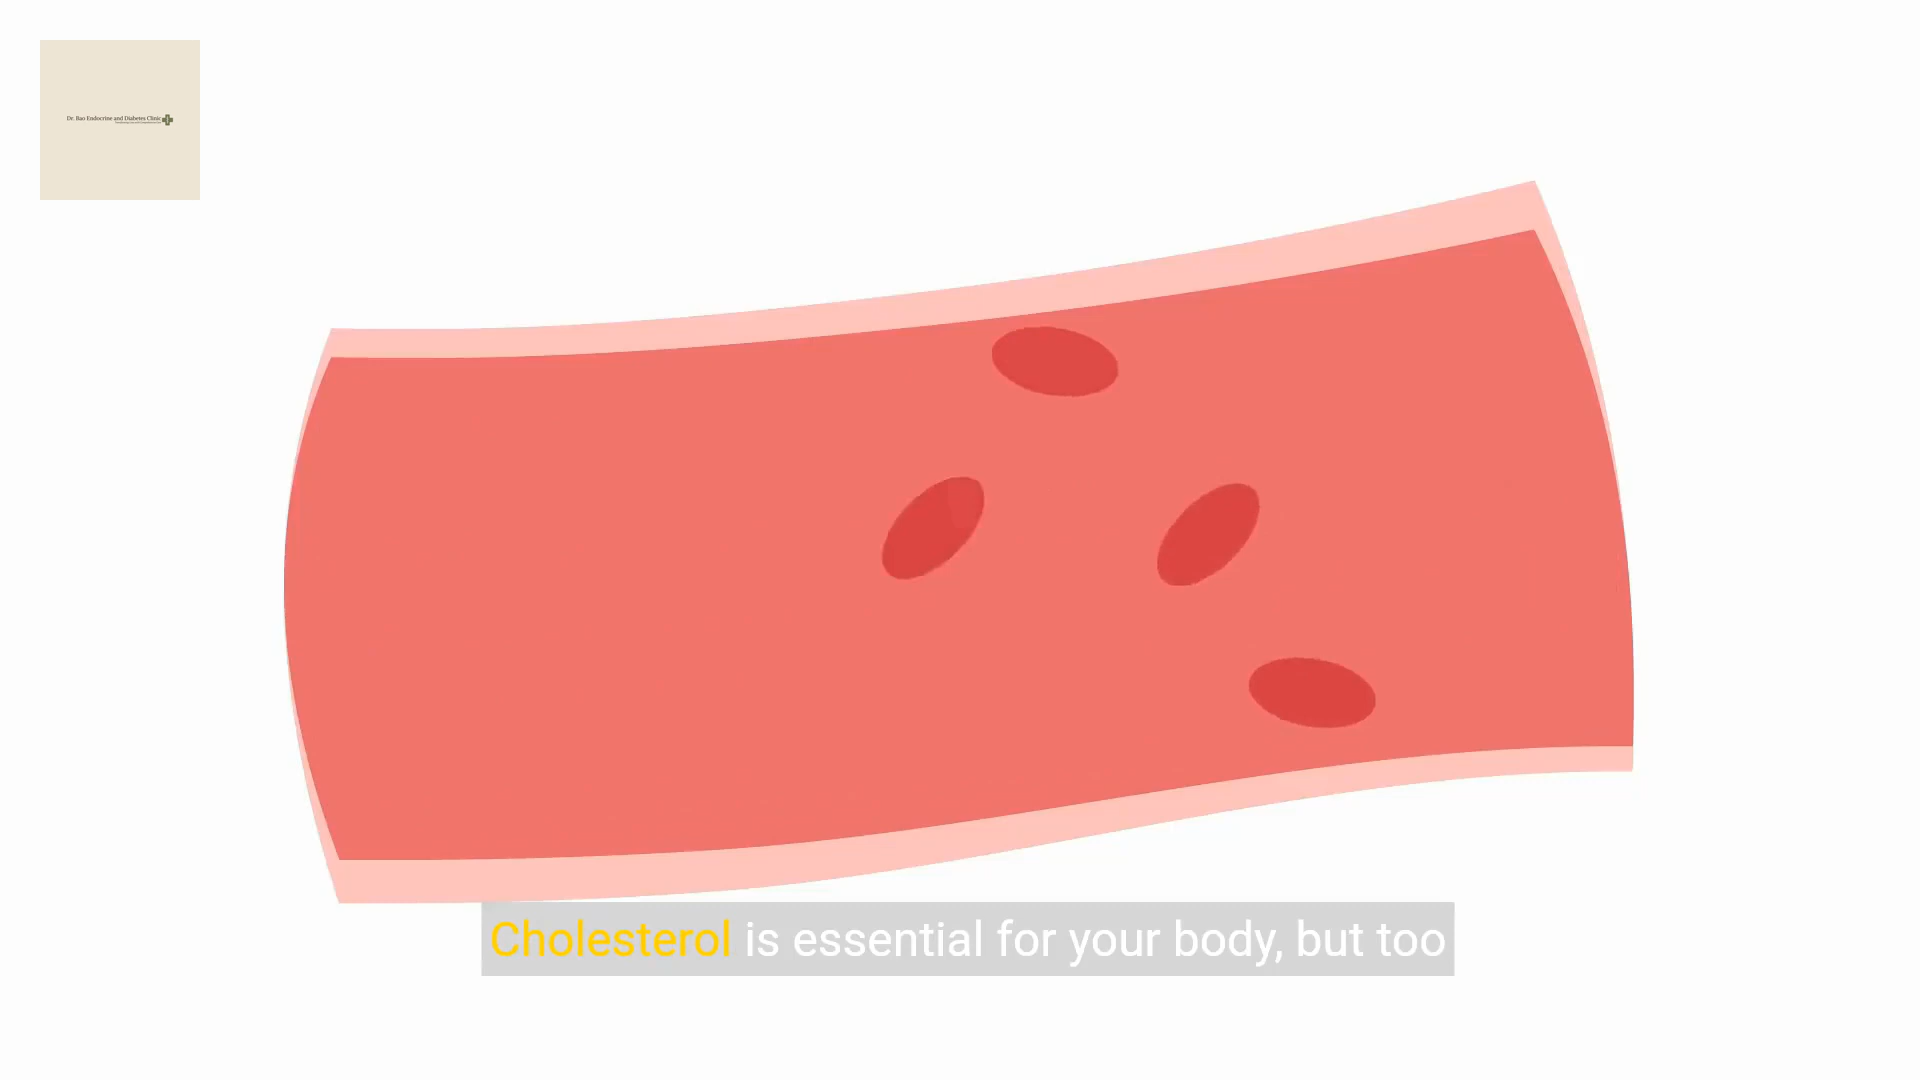 Dr. Rao Endocrine and Diabetes Clinic
Cholesterol is essential for your body, but too